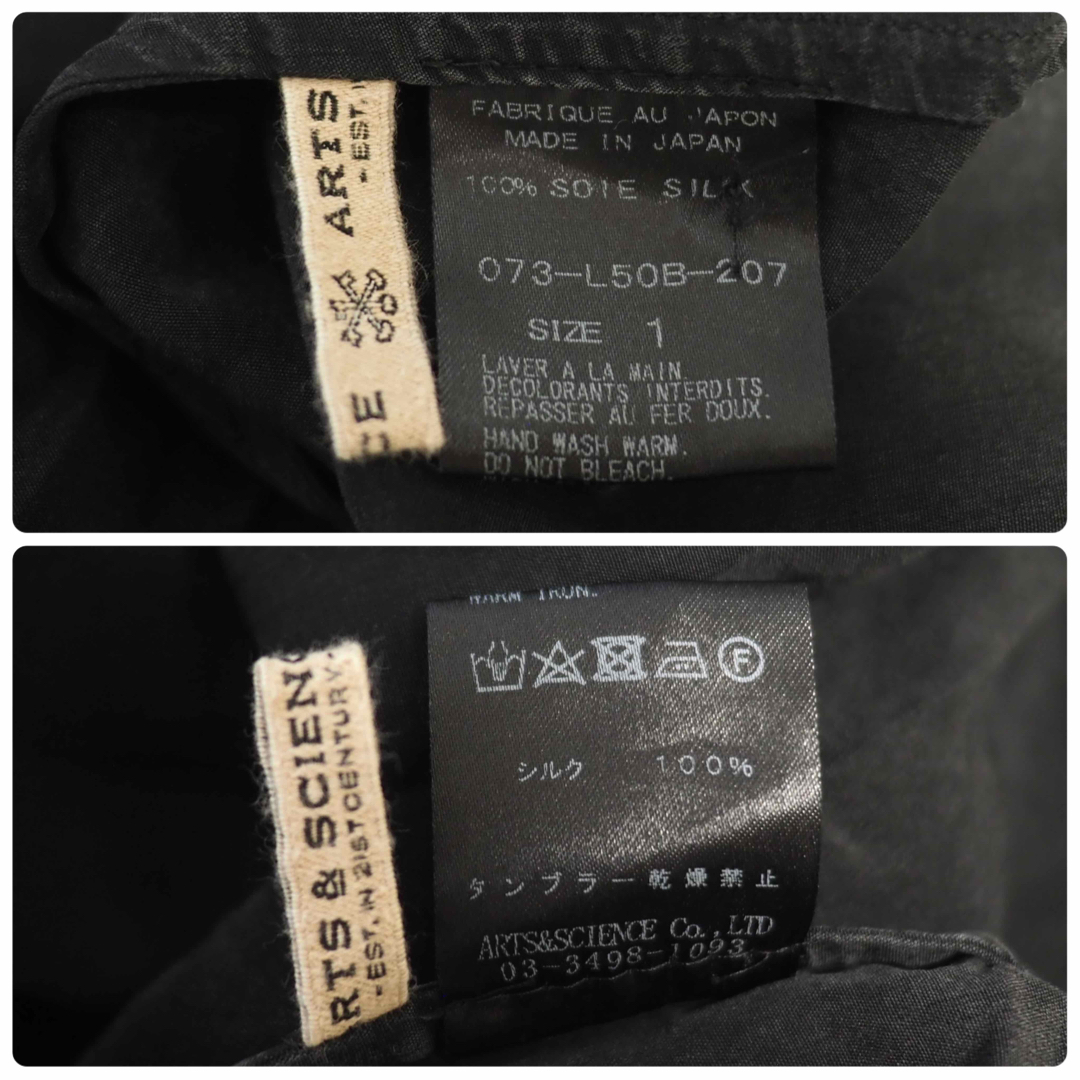 ARTS
-EST. I
CE
FABRIQUE AU JAPON
MADE IN JAPAN
100% SOIE SILK
073-L50B-207
SIZE 1
LAVER A LA MAIN.
DECOLORANTS INTERDITS.
REPASSER AU FER DOUX.
HAND WASH WARM.
DO NOT BLEACH.
RTS & SCIENC
-EST. IN 21ST CENTURY-
WARM IRON.
F
シルク 100%
タンブラー乾燥禁止
ARTS&SCIENCE Co.,LTD
03-3498-1093